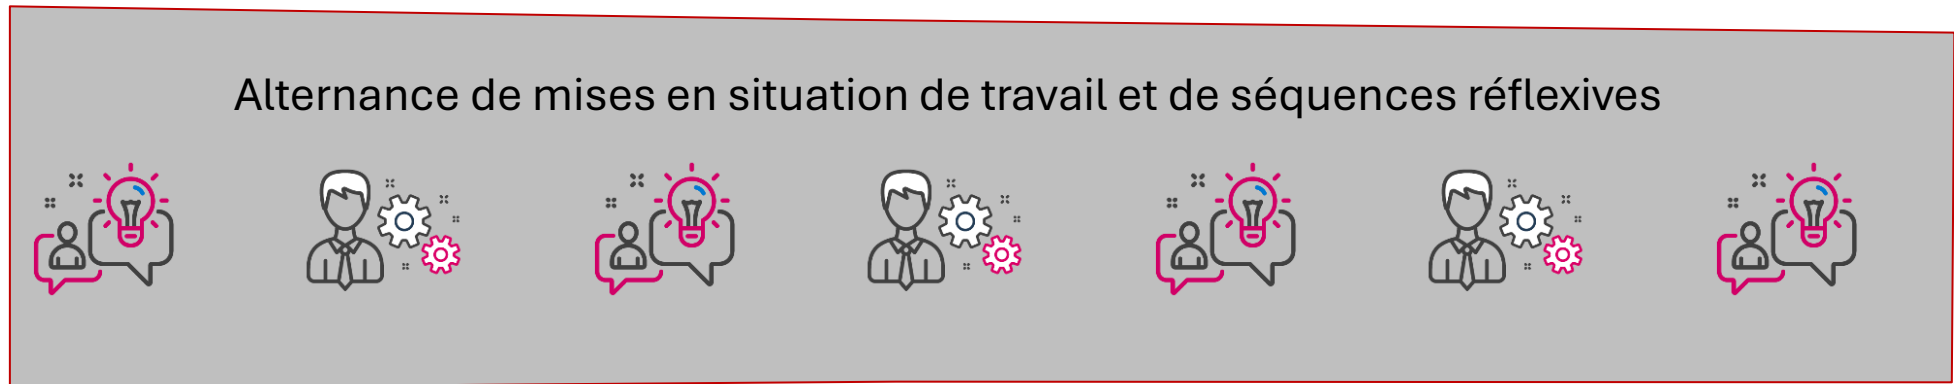 Alternance de mises en situation de travail et de séquences réflexives